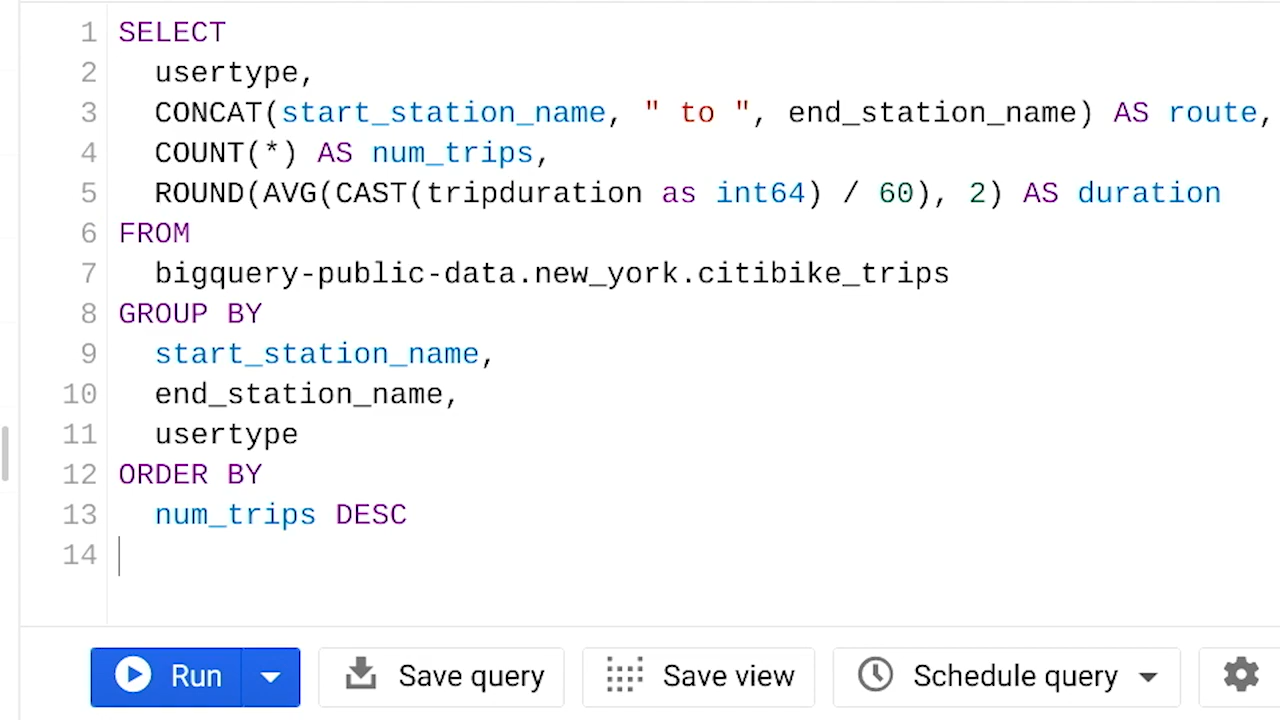 1 SELECT
2 usertype,
3 CONCAT(start_station_name, " to ", end_station_name) AS route,
4 COUNT(*) AS num_trips,
5 ROUND(AVG(CAST(tripduration as int64) / 60), 2) AS duration
6 FROM
7 bigquery-public-data.new_york.citibike_trips
8 GROUP BY
9 start_station_name,
10 end_station_name,
11 usertype
12 ORDER BY
13 num_trips DESC
14
Run Save query Save view Schedule query